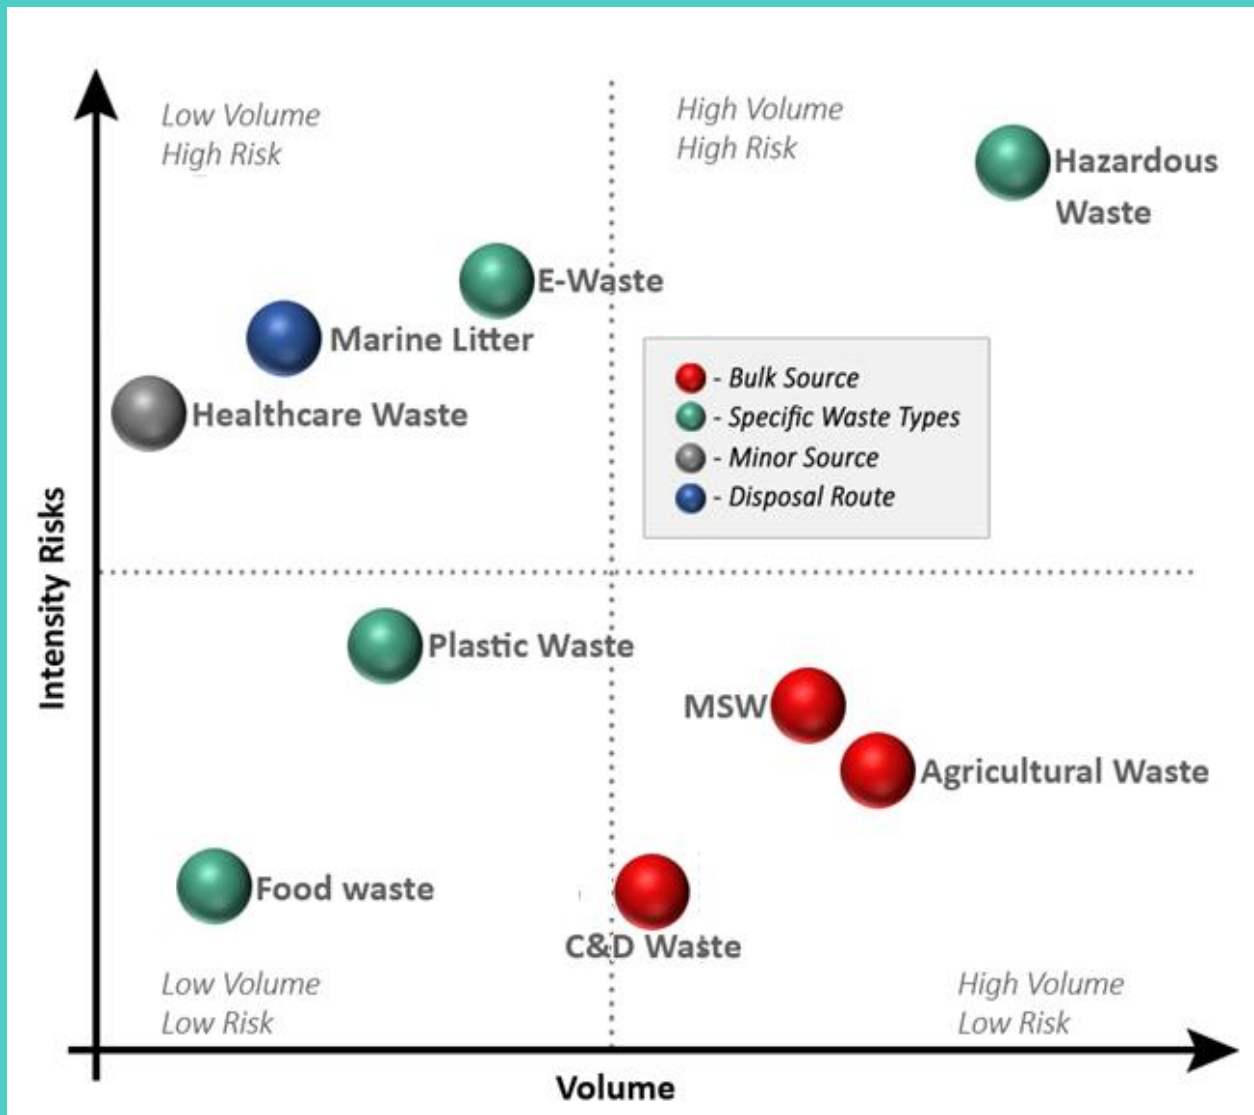 Low Volume
High Risk
High Volume
High Risk
Hazardous
Waste
E-Waste
Marine Litter
Healthcare Waste
- Bulk Source
- Specific Waste Types
- Minor Source
- Disposal Route
Intensity Risks
Plastic Waste
MSW
Agricultural Waste
Food waste
C&D Waste
Low Volume
Low Risk
High Volume
Low Risk
Volume